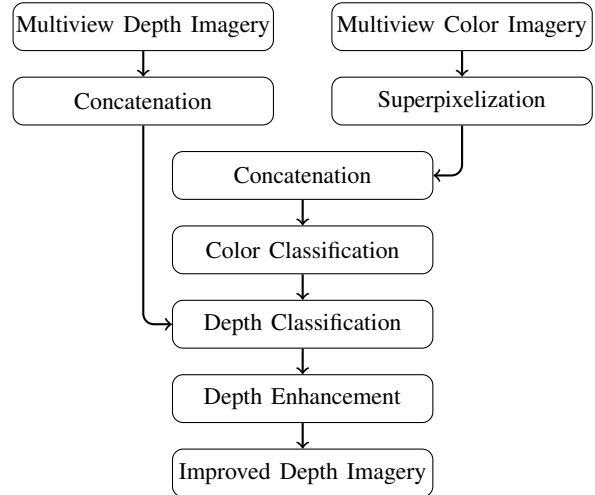 Multiview Depth Imagery
Multiview Color Imagery
Concatenation
Superpixelization
Concatenation
Color Classification
Depth Classification
Depth Enhancement
Improved Depth Imagery